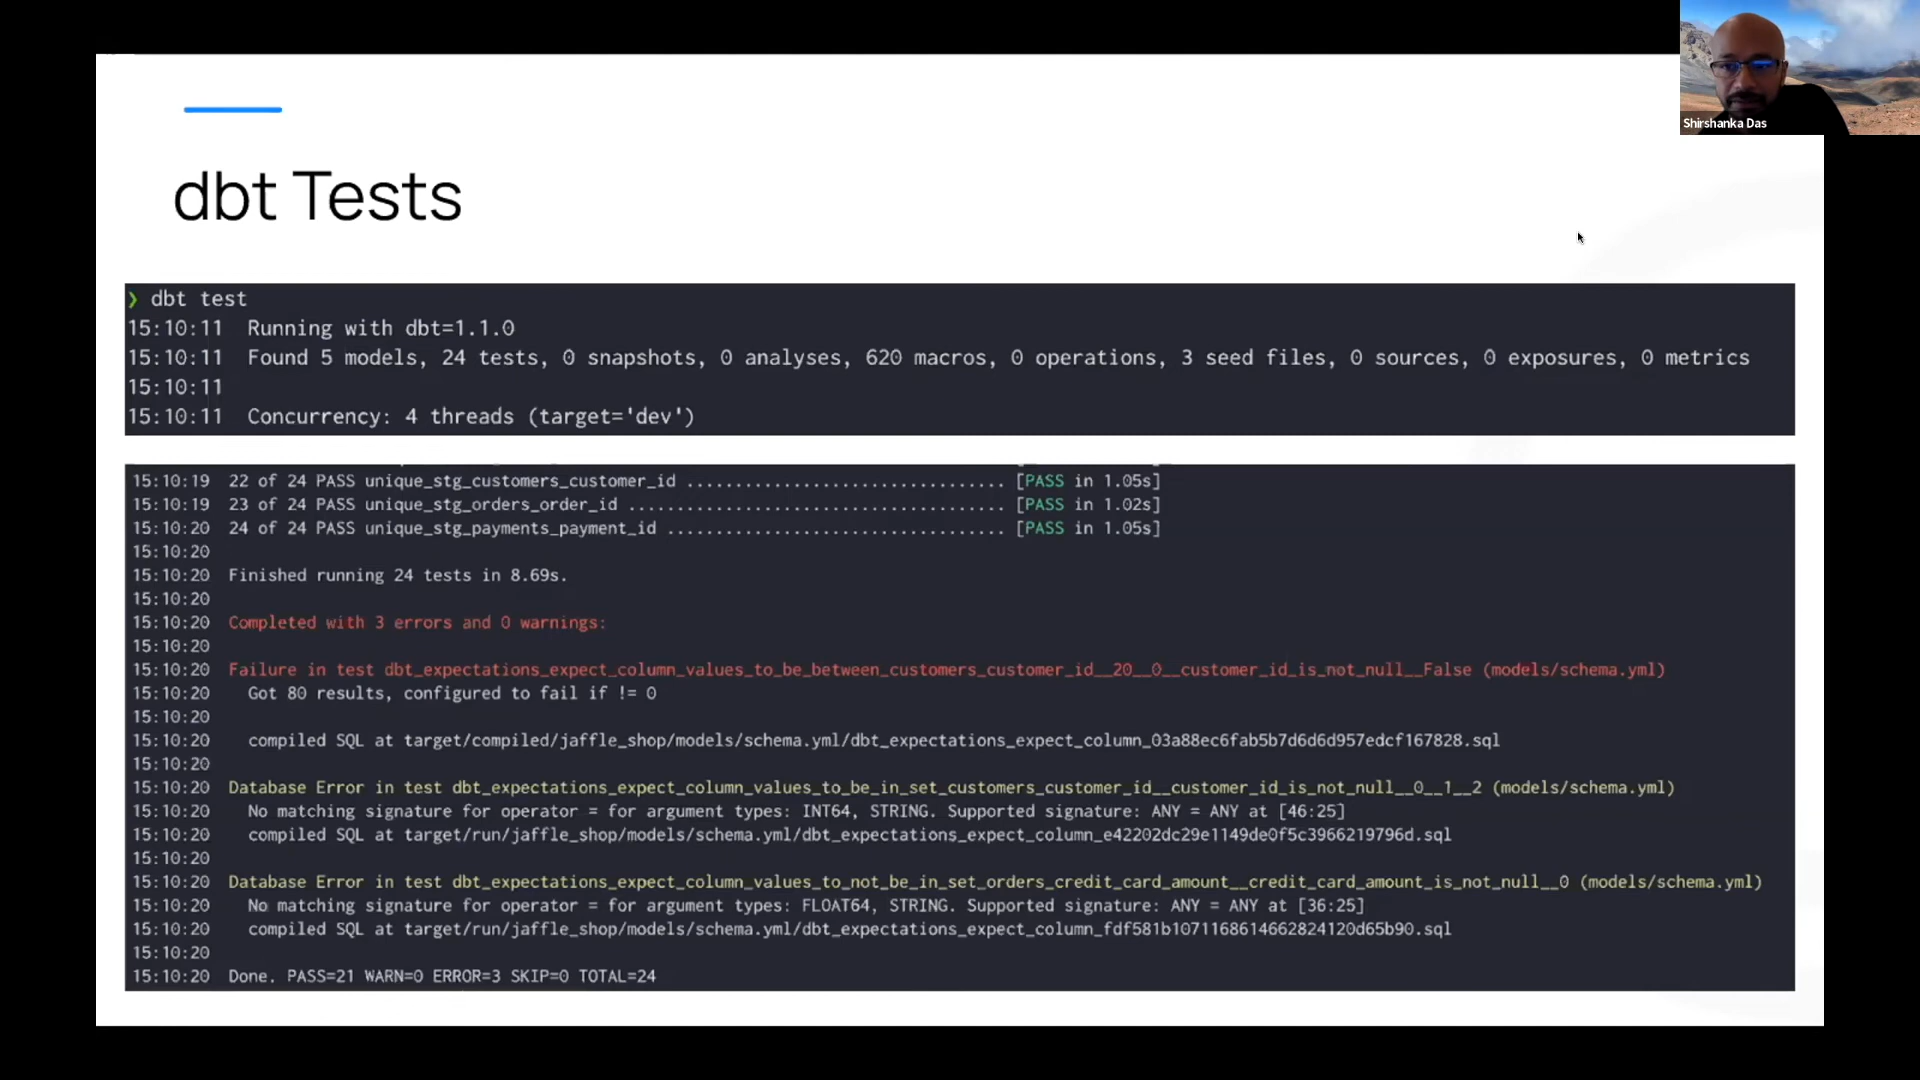 Shirshanka Das
dbt Tests
❯ dbt test
15:10:11 Running with dbt=1.1.0
15:10:11 Found 5 models, 24 tests, 0 snapshots, 0 analyses, 620 macros, 0 operations, 3 seed files, 0 sources, 0 exposures, 0 metrics
15:10:11
15:10:11 Concurrency: 4 threads (target='dev')
15:10:19 22 of 24 PASS unique_stg_customers_customer_id ................................. [PASS in 1.05s]
15:10:19 23 of 24 PASS unique_stg_orders_order_id ....................................... [PASS in 1.02s]
15:10:20 24 of 24 PASS unique_stg_payments_payment_id ................................... [PASS in 1.05s]
15:10:20
15:10:20 Finished running 24 tests in 8.69s.
15:10:20
15:10:20 Completed with 3 errors and 0 warnings:
15:10:20
15:10:20 Failure in test dbt_expectations_expect_column_values_to_be_between_customers_customer_id__20__0__customer_id_is_not_null__False (models/schema.yml)
15:10:20 Got 80 results, configured to fail if != 0
15:10:20
15:10:20 compiled SQL at target/compiled/jaffle_shop/models/schema.yml/dbt_expectations_expect_column_03a88ec6fab5b7d6d6d957edcf167828.sql
15:10:20
15:10:20 Database Error in test dbt_expectations_expect_column_values_to_be_in_set_customers_customer_id__customer_id_is_not_null__0__1__2 (models/schema.yml)
15:10:20 No matching signature for operator = for argument types: INT64, STRING. Supported signature: ANY = ANY at [46:25]
15:10:20 compiled SQL at target/run/jaffle_shop/models/schema.yml/dbt_expectations_expect_column_e42202dc29e1149de0f5c3966219796d.sql
15:10:20
15:10:20 Database Error in test dbt_expectations_expect_column_values_to_not_be_in_set_orders_credit_card_amount__credit_card_amount_is_not_null__0 (models/schema.yml)
15:10:20 No matching signature for operator = for argument types: FLOAT64, STRING. Supported signature: ANY = ANY at [36:25]
15:10:20 compiled SQL at target/run/jaffle_shop/models/schema.yml/dbt_expectations_expect_column_fdf581b1071168614662824120d65b90.sql
15:10:20
15:10:20 Done. PASS=21 WARN=0 ERROR=3 SKIP=0 TOTAL=24